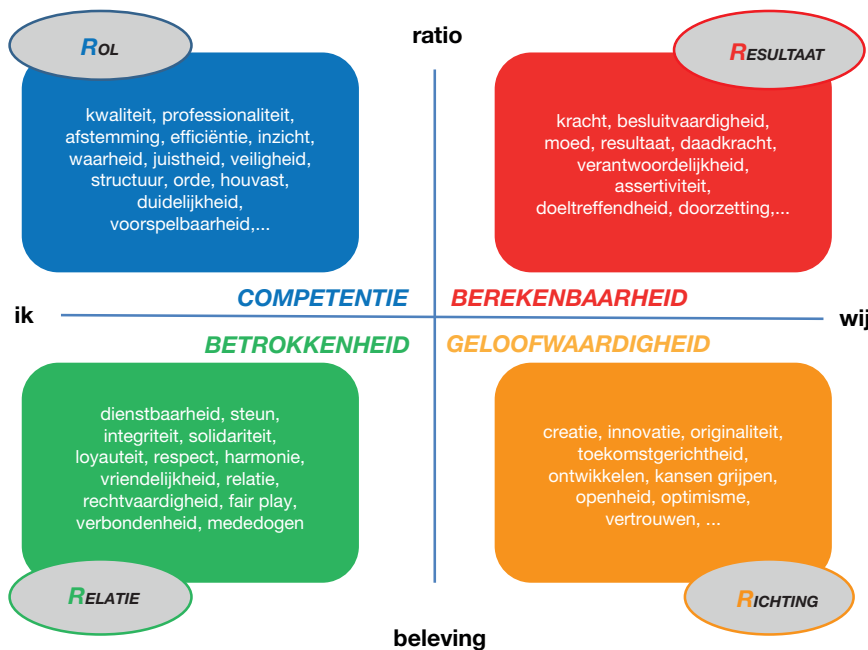 ROL
ratio
RESULTAAT
kwaliteit, professionaliteit,
afstemming, efficiëntie, inzicht,
waarheid, juistheid, veiligheid,
structuur, orde, houvast,
duidelijkheid,
voorspelbaarheid,...
kracht, besluitvaardigheid,
moed, resultaat, daadkracht,
verantwoordelijkheid,
assertiviteit,
doeltreffendheid, doorzetting,...
COMPETENTIE
BEREKENBAARHEID
ik
wij
BETROKKENHEID
GELOOFWAARDIGHEID
dienstbaarheid, steun,
integriteit, solidariteit,
loyauteit, respect, harmonie,
vriendelijkheid, relatie,
rechtvaardigheid, fair play,
verbondenheid, mededogen
creatie, innovatie, originaliteit,
toekomstgerichtheid,
ontwikkelen, kansen grijpen,
openheid, optimisme,
vertrouwen, ...
RELATIE
RICHTING
beleving